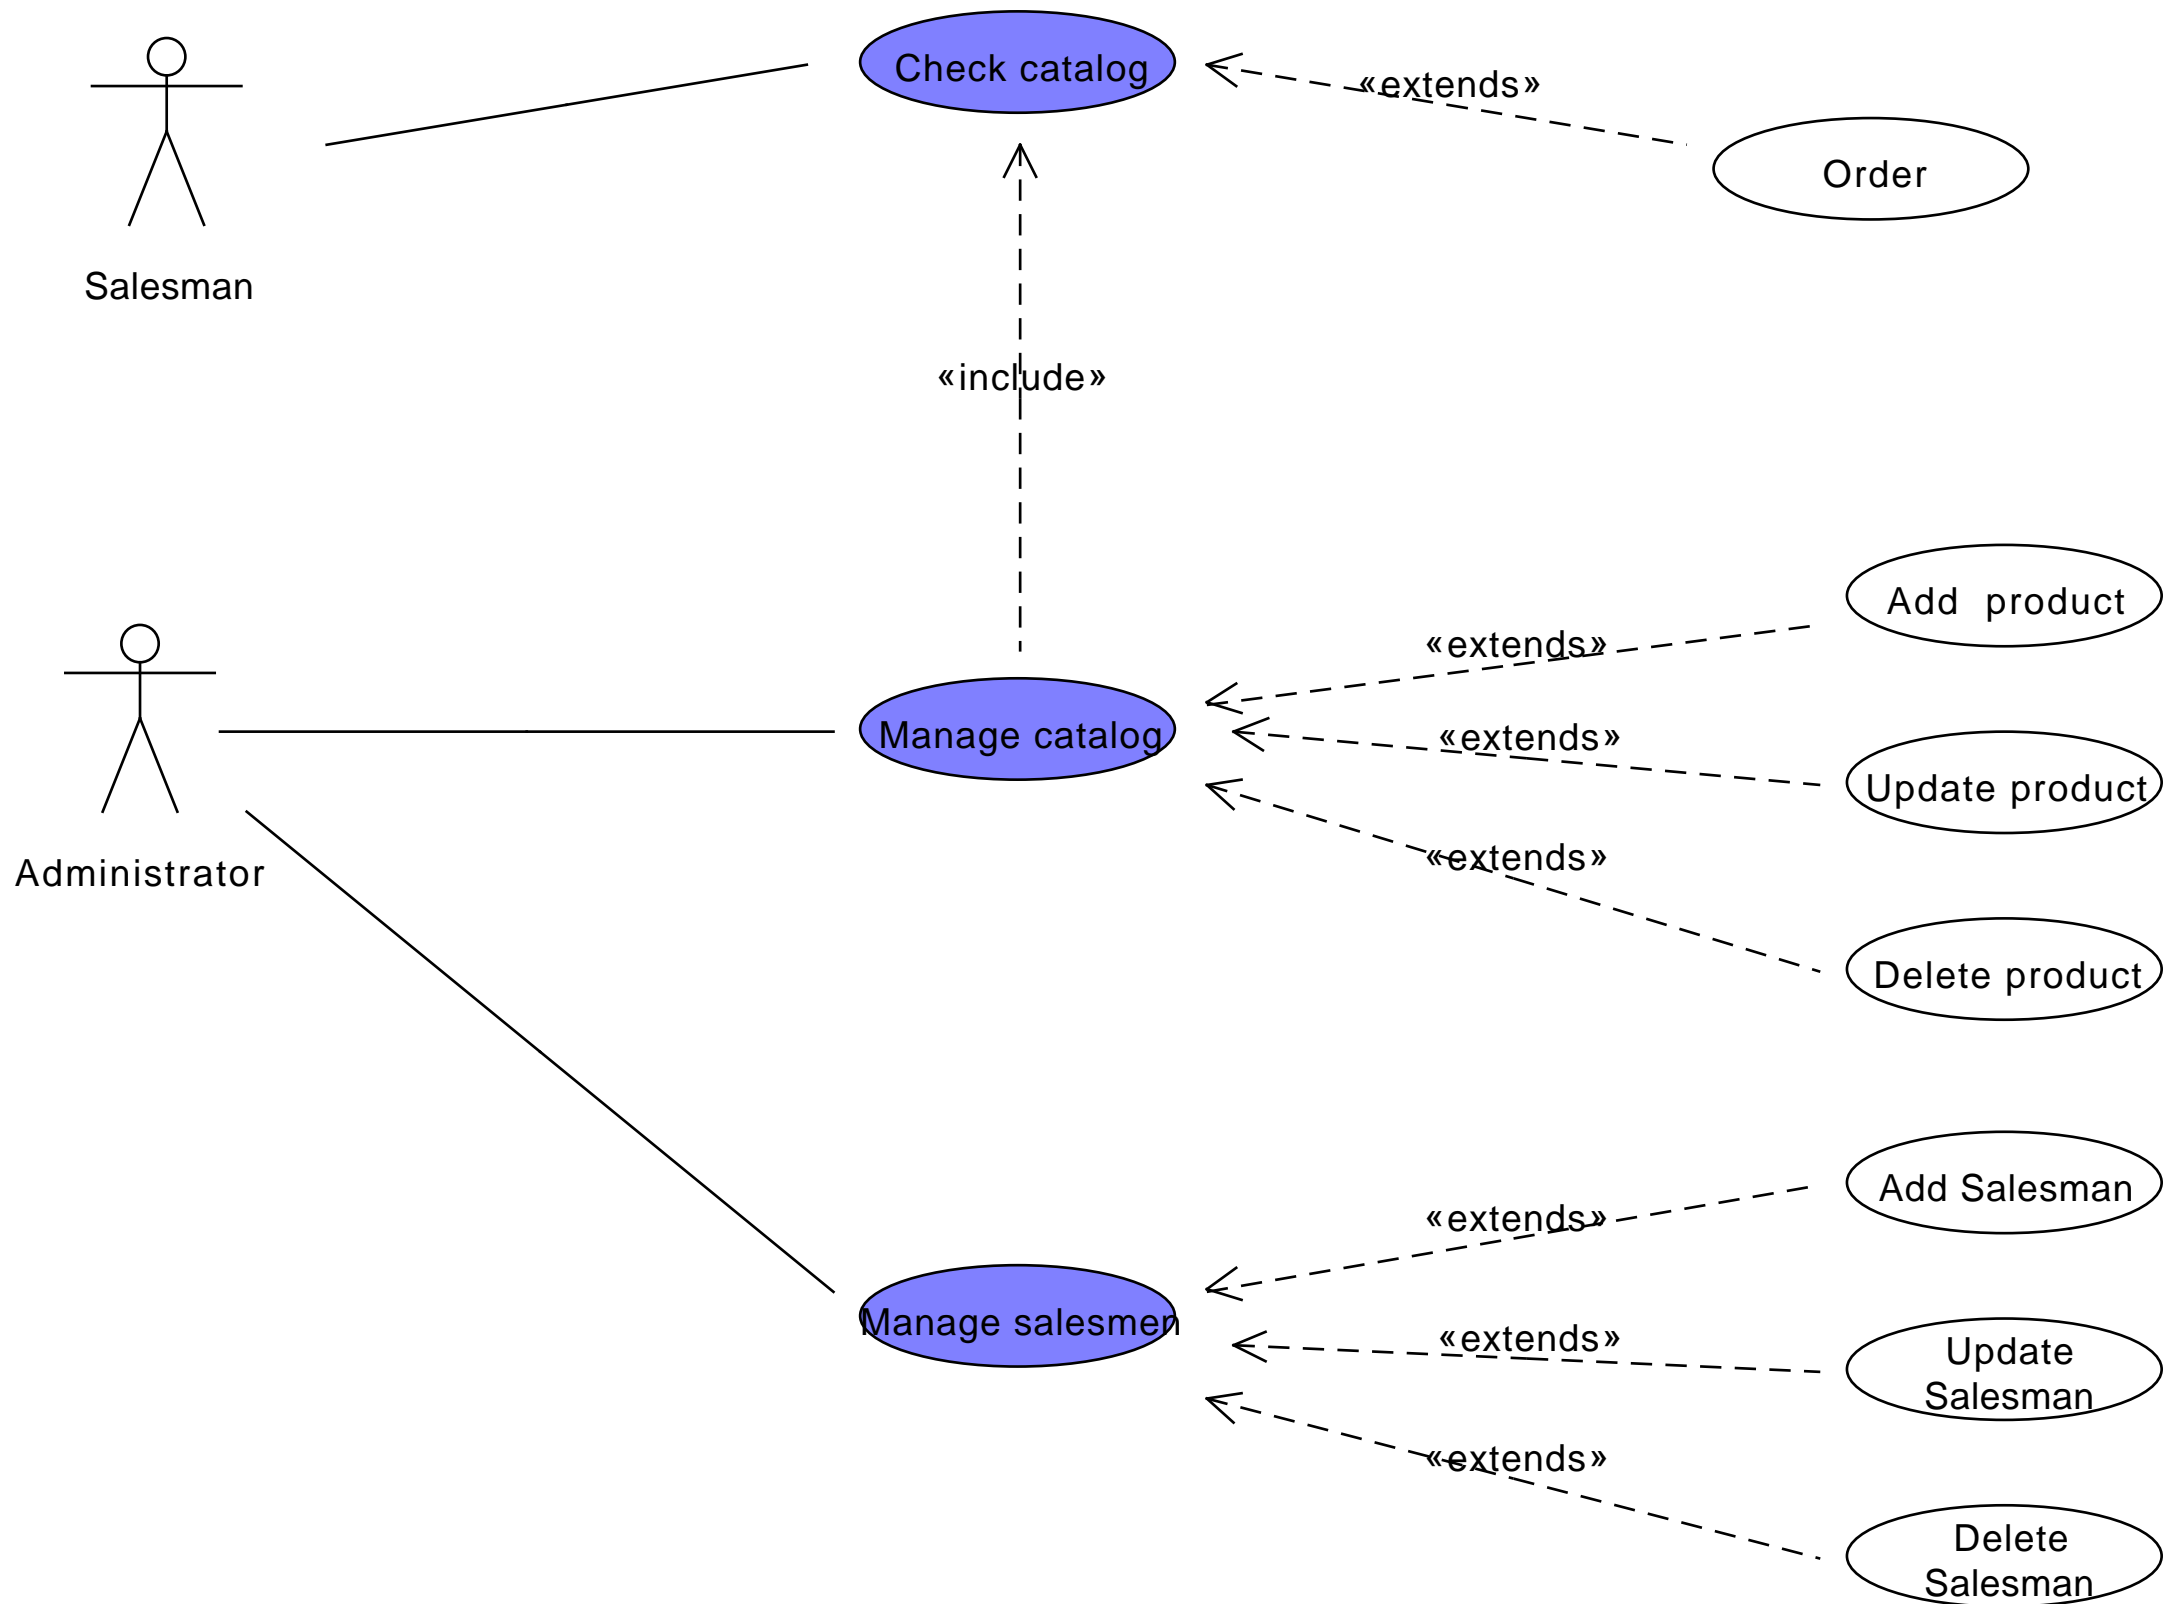 Check catalog
«extends»
Order
Salesman
«include»
Add  product
«extends»
Manage catalog
«extends»
Update product
Administrator
«extends»
Delete product
Add Salesman
«extends»
Manage salesmen
«extends»
Update
Salesman
«extends»
Delete
Salesman